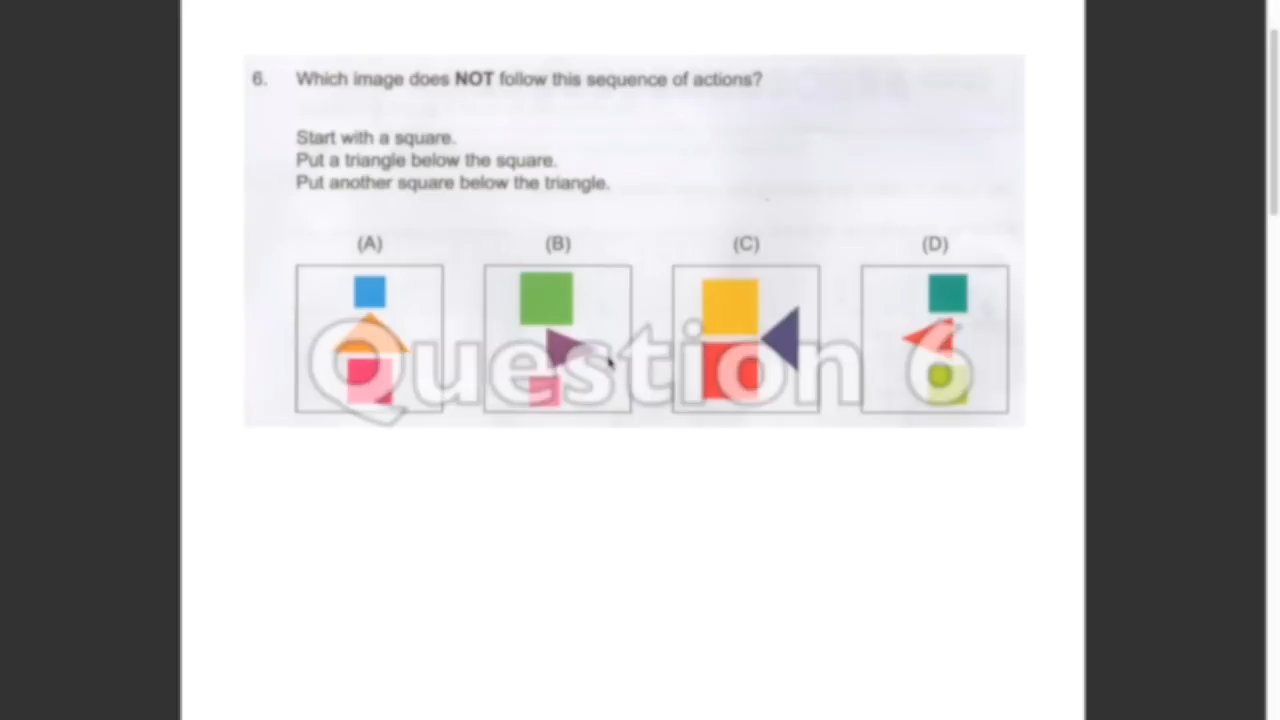 6. Which image does NOT follow this sequence of actions?
Start with a square.
Put a triangle below the square.
Put another square below the triangle.
(A) (B) (C) (D)
Question 6